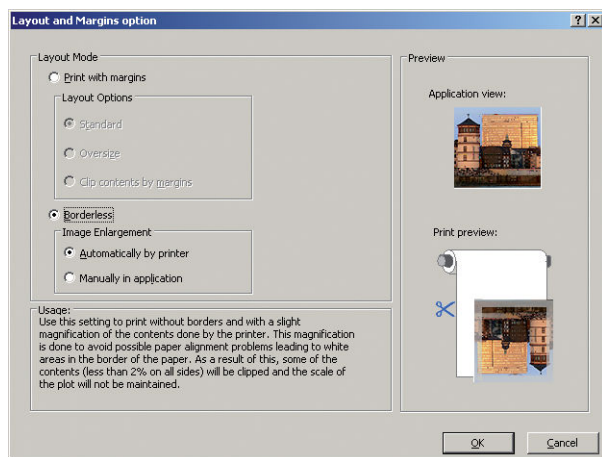 Layout and Margins option
Layout Mode
Print with margins
Layout Options
Standard
Oversize
Clip contents by margins
Borderless
Image Enlargement
Automatically by printer
Manually in application
Usage:
Use this setting to print without borders and with a slight
magnification of the contents done by the printer. This magnification
is done to avoid possible paper alignment problems leading to white
areas in the border of the paper. As a result of this, some of the
contents (less than 2% on all sides) will be clipped and the scale of
the plot will not be maintained.
Preview
Application view:
Print preview:
OK
Cancel